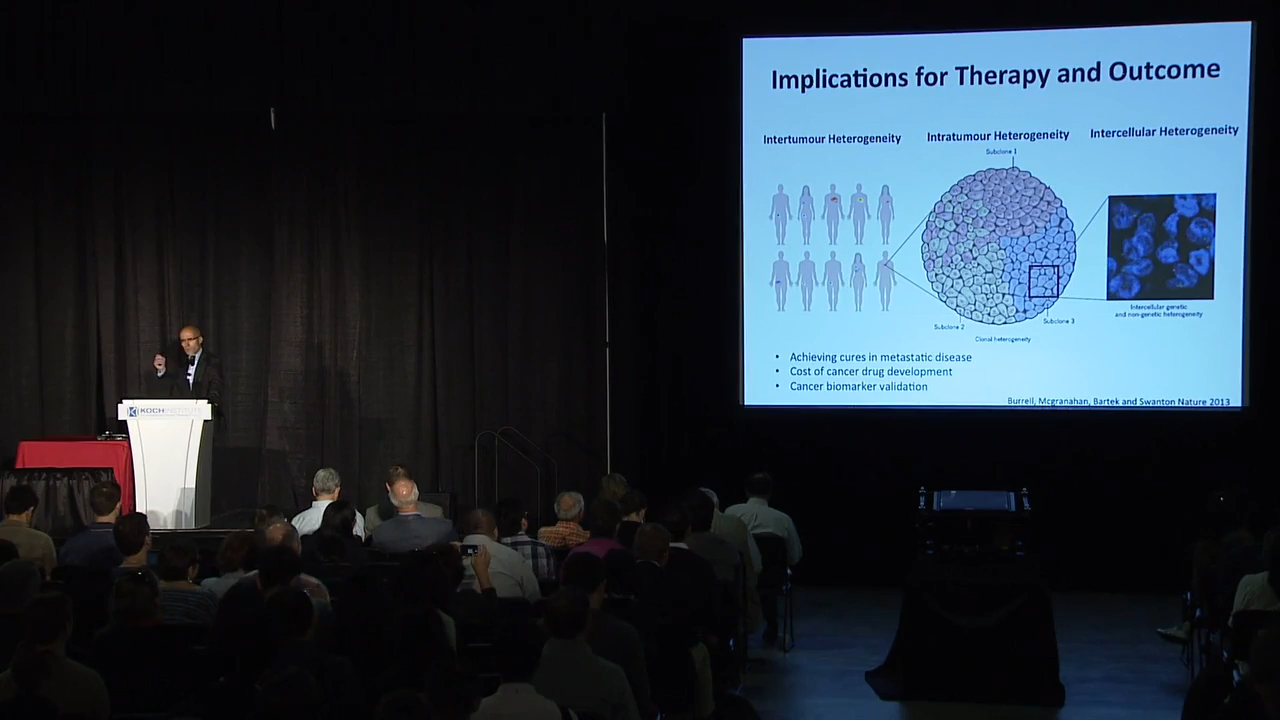 Implications for Therapy and Outcome
Intertumour Heterogeneity
Intratumour Heterogeneity
Intercellular Heterogeneity
Subclone 1
Subclone 2
Subclone 3
Clonal heterogeneity
Intercellular genetic
and non-genetic heterogeneity
• Achieving cures in metastatic disease
• Cost of cancer drug development
• Cancer biomarker validation
Burrell, Mcgranahan, Bartek and Swanton Nature 2013
KOCH INSTITUTE